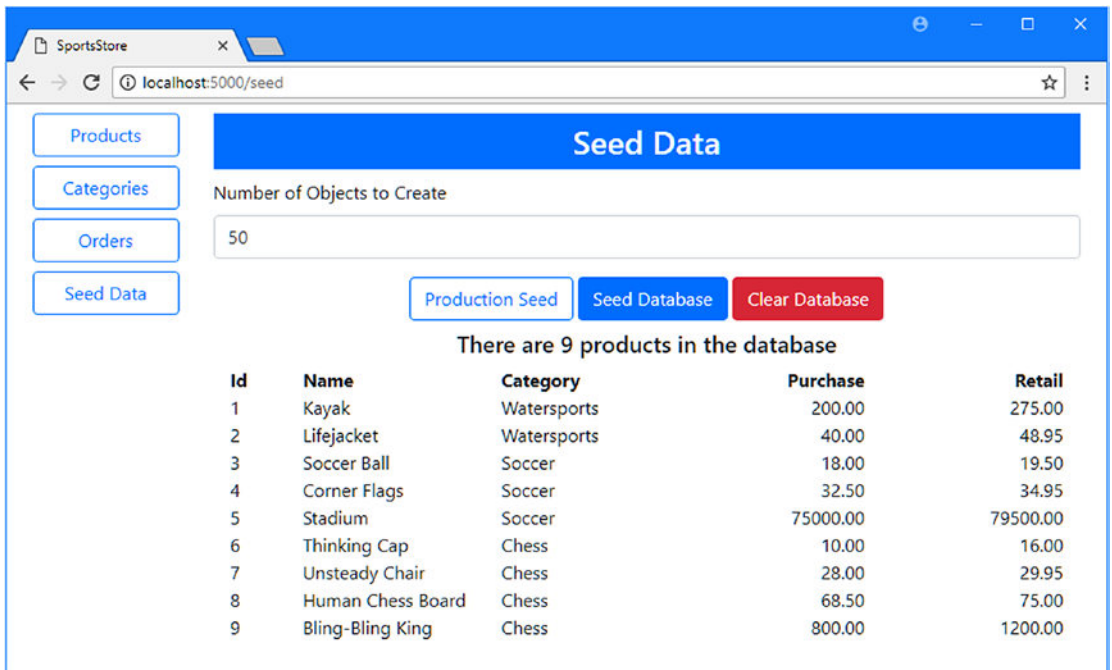 SportsStore
localhost:5000/seed
Products
Categories
Orders
Seed Data
Seed Data
Number of Objects to Create
50
Production Seed Seed Database Clear Database
There are 9 products in the database
Id Name Category Purchase Retail
1 Kayak Watersports 200.00 275.00
2 Lifejacket Watersports 40.00 48.95
3 Soccer Ball Soccer 18.00 19.50
4 Corner Flags Soccer 32.50 34.95
5 Stadium Soccer 75000.00 79500.00
6 Thinking Cap Chess 10.00 16.00
7 Unsteady Chair Chess 28.00 29.95
8 Human Chess Board Chess 68.50 75.00
9 Bling-Bling King Chess 800.00 1200.00